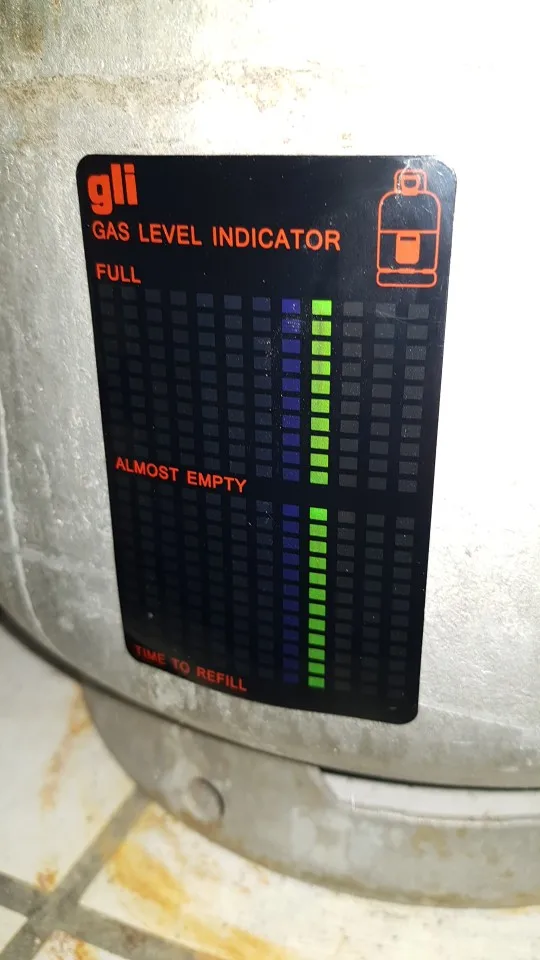 gli
GAS LEVEL INDICATOR
FULL
ALMOST EMPTY
TIME TO REFILL